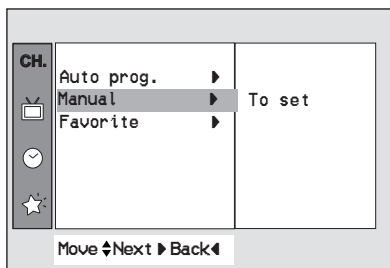 CH.
Auto prog. ▶
Manual ▶ To set
Favorite ▶
Move ▲▼Next ▶ Back◀